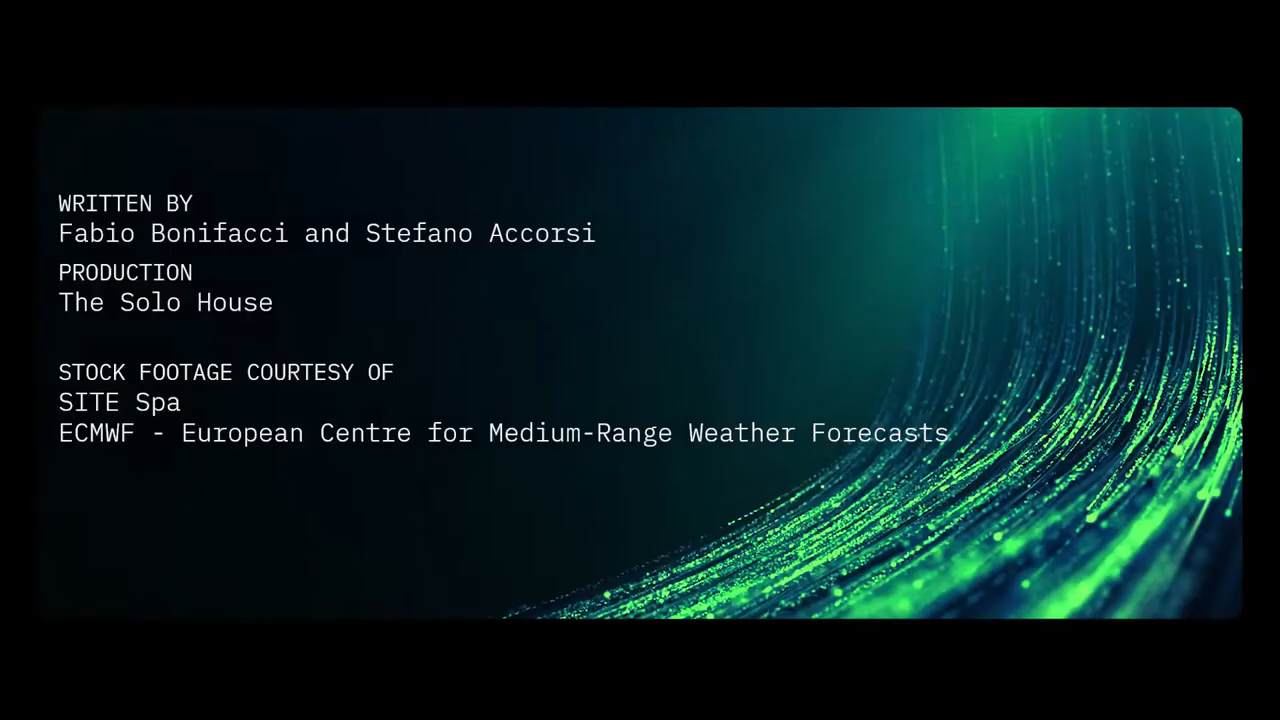 WRITTEN BY
Fabio Bonifacci and Stefano Accorsi
PRODUCTION
The Solo House
STOCK FOOTAGE COURTESY OF
SITE Spa
ECMWF - European Centre for Medium-Range Weather Forecasts